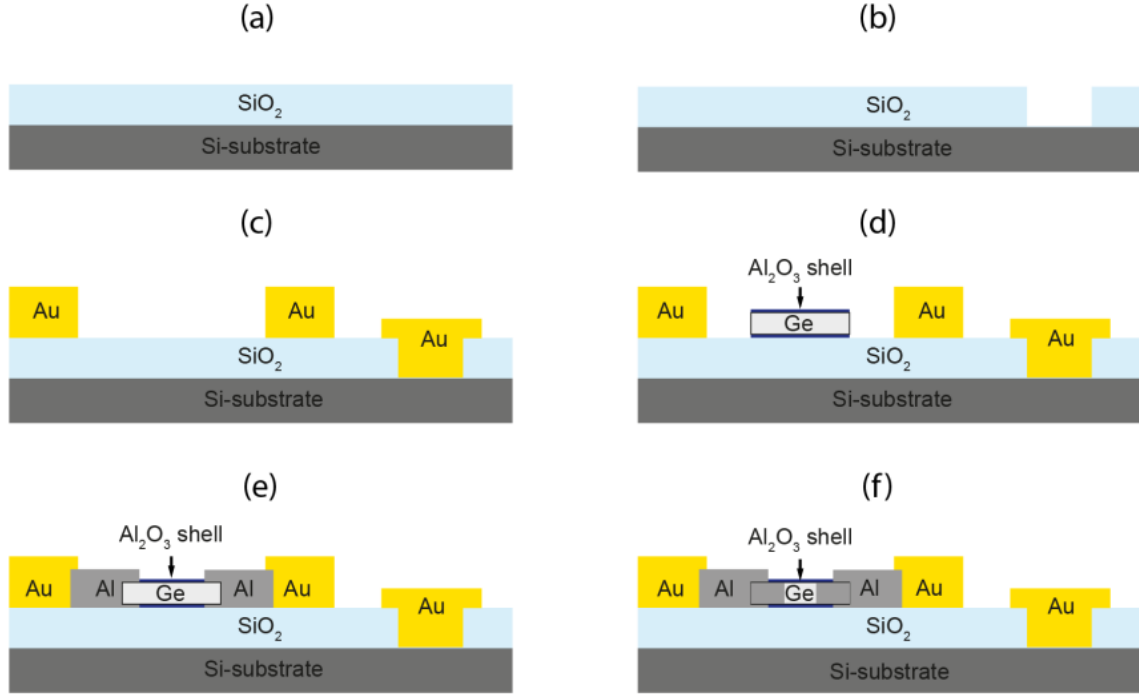 (a)
SiO₂
Si-substrate
(b)
SiO₂
Si-substrate
(c)
Au
Au
Au
SiO₂
Si-substrate
(d)
Al₂O₃ shell
Au
Ge
Au
Au
SiO₂
Si-substrate
(e)
Al₂O₃ shell
Au
Al
Ge
Al
Au
Au
SiO₂
Si-substrate
(f)
Al₂O₃ shell
Au
Al
Ge
Al
Au
Au
SiO₂
Si-substrate